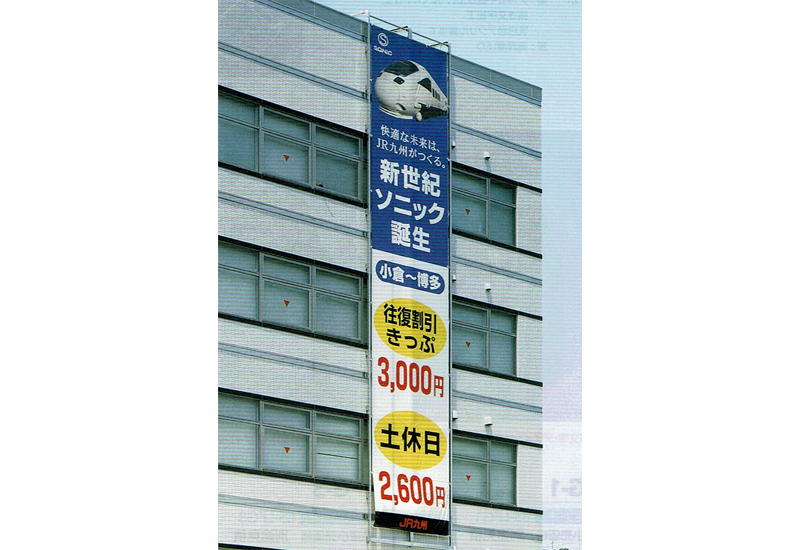 S
SONIC
快適な未来は、
JR九州がつくる。
新世紀
ソニック
誕生
小倉〜博多
往復割引
きっぷ
3,000円
土休日
2,600円
JR九州
G-1